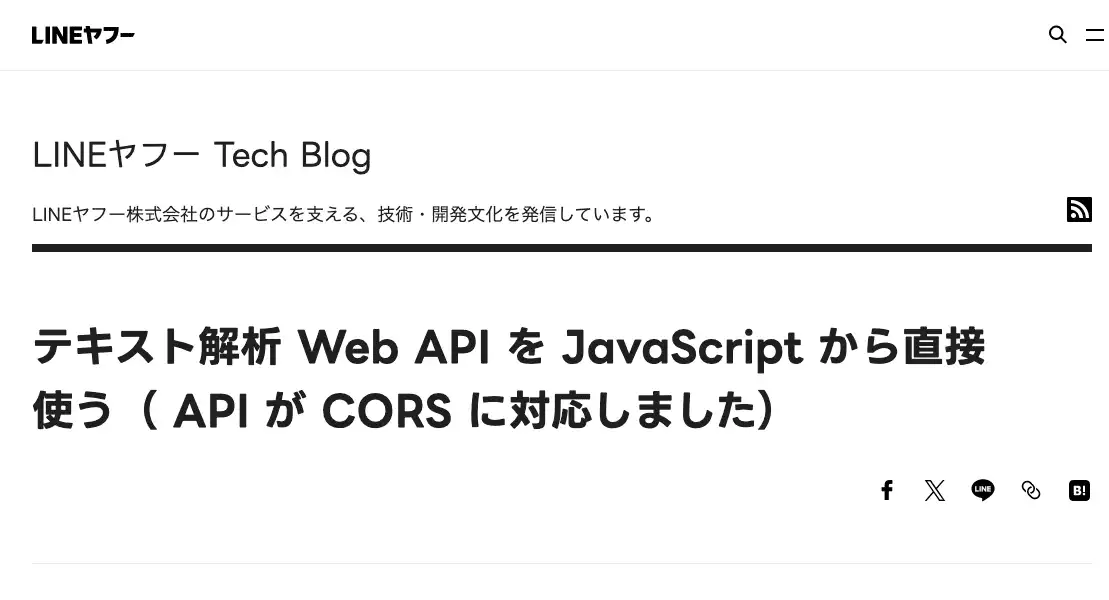 LINEヤフー
LINEヤフー Tech Blog
LINEヤフー株式会社のサービスを支える、技術・開発文化を発信しています。
テキスト解析 Web API を JavaScript から直接
使う（ API が CORS に対応しました）
LINE
B!